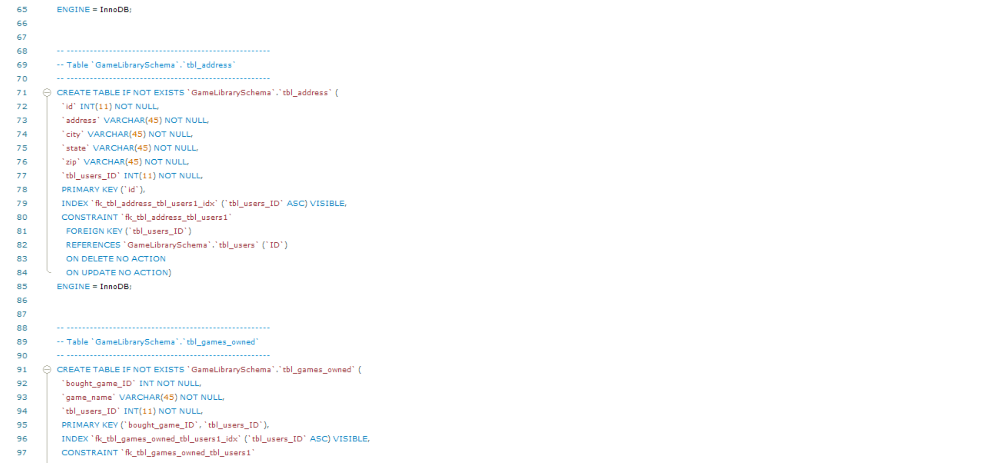 65 ENGINE = InnoDB;
66
67
68 -- -----------------------------------------------------
69 -- Table `GameLibrarySchema`.`tbl_address`
70 -- -----------------------------------------------------
71 CREATE TABLE IF NOT EXISTS `GameLibrarySchema`.`tbl_address` (
72 `id` INT(11) NOT NULL,
73 `address` VARCHAR(45) NOT NULL,
74 `city` VARCHAR(45) NOT NULL,
75 `state` VARCHAR(45) NOT NULL,
76 `zip` VARCHAR(45) NOT NULL,
77 `tbl_users_ID` INT(11) NOT NULL,
78 PRIMARY KEY (`id`),
79 INDEX `fk_tbl_address_tbl_users1_idx` (`tbl_users_ID` ASC) VISIBLE,
80 CONSTRAINT `fk_tbl_address_tbl_users1`
81 FOREIGN KEY (`tbl_users_ID`)
82 REFERENCES `GameLibrarySchema`.`tbl_users` (`ID`)
83 ON DELETE NO ACTION
84 ON UPDATE NO ACTION)
85 ENGINE = InnoDB;
86
87
88 -- -----------------------------------------------------
89 -- Table `GameLibrarySchema`.`tbl_games_owned`
90 -- -----------------------------------------------------
91 CREATE TABLE IF NOT EXISTS `GameLibrarySchema`.`tbl_games_owned` (
92 `bought_game_ID` INT NOT NULL,
93 `game_name` VARCHAR(45) NOT NULL,
94 `tbl_users_ID` INT(11) NOT NULL,
95 PRIMARY KEY (`bought_game_ID`, `tbl_users_ID`),
96 INDEX `fk_tbl_games_owned_tbl_users1_idx` (`tbl_users_ID` ASC) VISIBLE,
97 CONSTRAINT `fk_tbl_games_owned_tbl_users1`